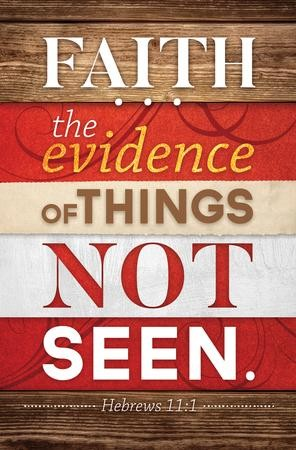 FAITH
...
the
evidence
OF THINGS
NOT
SEEN.
Hebrews 11:1